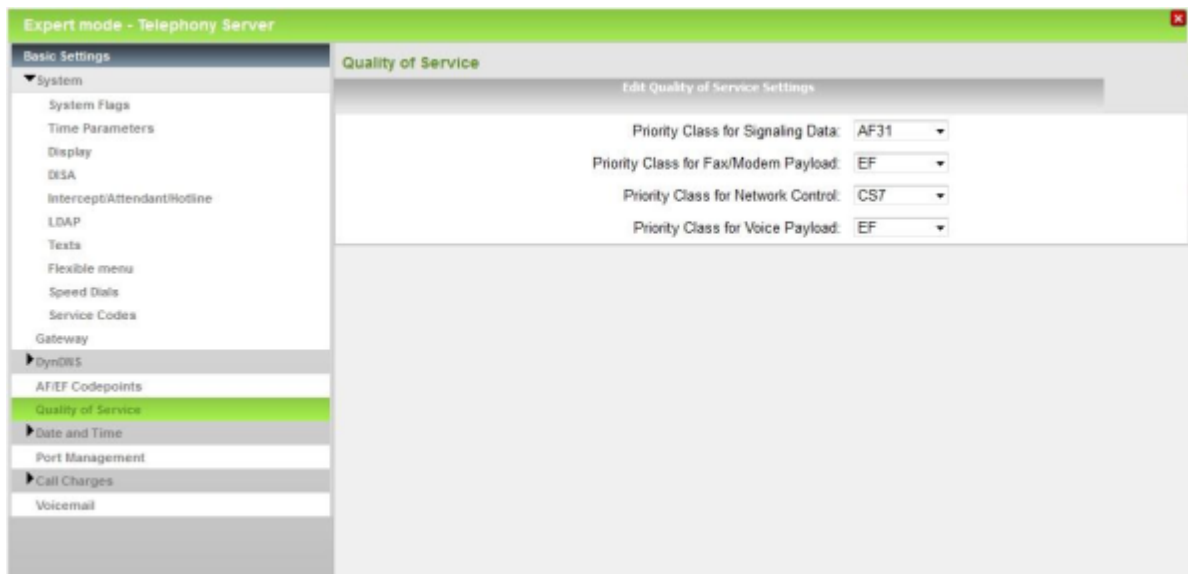 Expert mode - Telephony Server
Basic Settings
System
System Flags
Time Parameters
Display
DISA
Intercept/Attendant/Hotline
LDAP
Texts
Flexible menu
Speed Dials
Service Codes
Gateway
DynDNS
AF/EF Codepoints
Quality of Service
Date and Time
Port Management
Call Charges
Voicemail
Quality of Service
Edit Quality of Service Settings
Priority Class for Signaling Data: AF31
Priority Class for Fax/Modem Payload: EF
Priority Class for Network Control: CS7
Priority Class for Voice Payload: EF